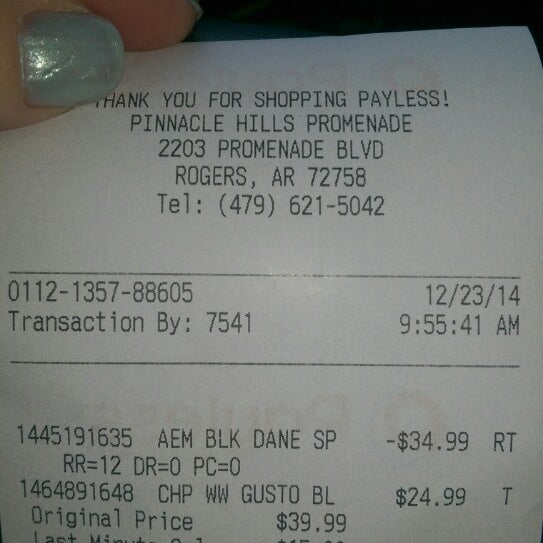 THANK YOU FOR SHOPPING PAYLESS!
PINNACLE HILLS PROMENADE
2203 PROMENADE BLVD
ROGERS, AR 72758
Tel: (479) 621-5042
0112-1357-88605 12/23/14
Transaction By: 7541 9:55:41 AM
1445191635 AEM BLK DANE SP -$34.99 RT
RR=12 DR=0 PC=0
1464891648 CHP WW GUSTO BL $24.99 T
Original Price $39.99
Last Minute